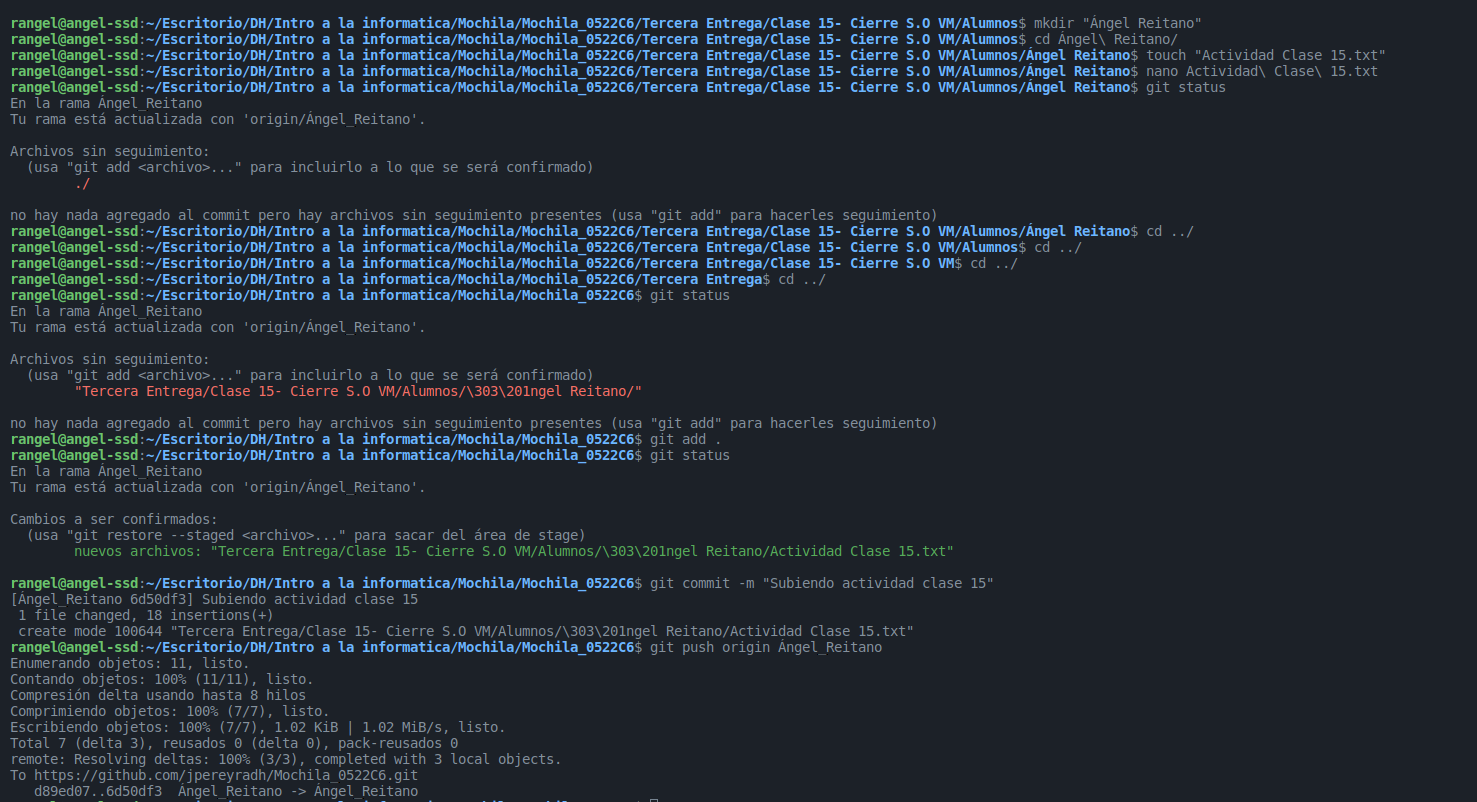 rangel@angel-ssd:~/Escritorio/DH/Intro a la informatica/Mochila/Mochila_0522C6/Tercera Entrega/Clase 15- Cierre S.O VM/Alumnos$ mkdir "Ángel Reitano"
rangel@angel-ssd:~/Escritorio/DH/Intro a la informatica/Mochila/Mochila_0522C6/Tercera Entrega/Clase 15- Cierre S.O VM/Alumnos$ cd Ángel\ Reitano/
rangel@angel-ssd:~/Escritorio/DH/Intro a la informatica/Mochila/Mochila_0522C6/Tercera Entrega/Clase 15- Cierre S.O VM/Alumnos/Ángel Reitano$ touch "Actividad Clase 15.txt"
rangel@angel-ssd:~/Escritorio/DH/Intro a la informatica/Mochila/Mochila_0522C6/Tercera Entrega/Clase 15- Cierre S.O VM/Alumnos/Ángel Reitano$ nano Actividad\ Clase\ 15.txt
rangel@angel-ssd:~/Escritorio/DH/Intro a la informatica/Mochila/Mochila_0522C6/Tercera Entrega/Clase 15- Cierre S.O VM/Alumnos/Ángel Reitano$ git status
En la rama Ángel_Reitano
Tu rama está actualizada con 'origin/Ángel_Reitano'.
Archivos sin seguimiento:
(usa "git add <archivo>..." para incluirlo a lo que se será confirmado)
./
no hay nada agregado al commit pero hay archivos sin seguimiento presentes (usa "git add" para hacerles seguimiento)
rangel@angel-ssd:~/Escritorio/DH/Intro a la informatica/Mochila/Mochila_0522C6/Tercera Entrega/Clase 15- Cierre S.O VM/Alumnos/Ángel Reitano$ cd ../
rangel@angel-ssd:~/Escritorio/DH/Intro a la informatica/Mochila/Mochila_0522C6/Tercera Entrega/Clase 15- Cierre S.O VM/Alumnos$ cd ../
rangel@angel-ssd:~/Escritorio/DH/Intro a la informatica/Mochila/Mochila_0522C6/Tercera Entrega/Clase 15- Cierre S.O VM$ cd ../
rangel@angel-ssd:~/Escritorio/DH/Intro a la informatica/Mochila/Mochila_0522C6/Tercera Entrega$ cd ../
rangel@angel-ssd:~/Escritorio/DH/Intro a la informatica/Mochila/Mochila_0522C6$ git status
En la rama Ángel_Reitano
Tu rama está actualizada con 'origin/Ángel_Reitano'.
Archivos sin seguimiento:
(usa "git add <archivo>..." para incluirlo a lo que se será confirmado)
"Tercera Entrega/Clase 15- Cierre S.O VM/Alumnos/\303\201ngel Reitano/"
no hay nada agregado al commit pero hay archivos sin seguimiento presentes (usa "git add" para hacerles seguimiento)
rangel@angel-ssd:~/Escritorio/DH/Intro a la informatica/Mochila/Mochila_0522C6$ git add .
rangel@angel-ssd:~/Escritorio/DH/Intro a la informatica/Mochila/Mochila_0522C6$ git status
En la rama Ángel_Reitano
Tu rama está actualizada con 'origin/Ángel_Reitano'.
Cambios a ser confirmados:
(usa "git restore --staged <archivo>..." para sacar del área de stage)
nuevos archivos: "Tercera Entrega/Clase 15- Cierre S.O VM/Alumnos/\303\201ngel Reitano/Actividad Clase 15.txt"
rangel@angel-ssd:~/Escritorio/DH/Intro a la informatica/Mochila/Mochila_0522C6$ git commit -m "Subiendo actividad clase 15"
[Ángel_Reitano 6d50df3] Subiendo actividad clase 15
1 file changed, 18 insertions(+)
create mode 100644 "Tercera Entrega/Clase 15- Cierre S.O VM/Alumnos/\303\201ngel Reitano/Actividad Clase 15.txt"
rangel@angel-ssd:~/Escritorio/DH/Intro a la informatica/Mochila/Mochila_0522C6$ git push origin Ángel_Reitano
Enumerando objetos: 11, listo.
Contando objetos: 100% (11/11), listo.
Compresión delta usando hasta 8 hilos
Comprimiendo objetos: 100% (7/7), listo.
Escribiendo objetos: 100% (7/7), 1.02 KiB | 1.02 MiB/s, listo.
Total 7 (delta 3), reusados 0 (delta 0), pack-reusados 0
remote: Resolving deltas: 100% (3/3), completed with 3 local objects.
To https://github.com/jpereyradh/Mochila_0522C6.git
d89ed07..6d50df3  Ángel_Reitano -> Ángel_Reitano